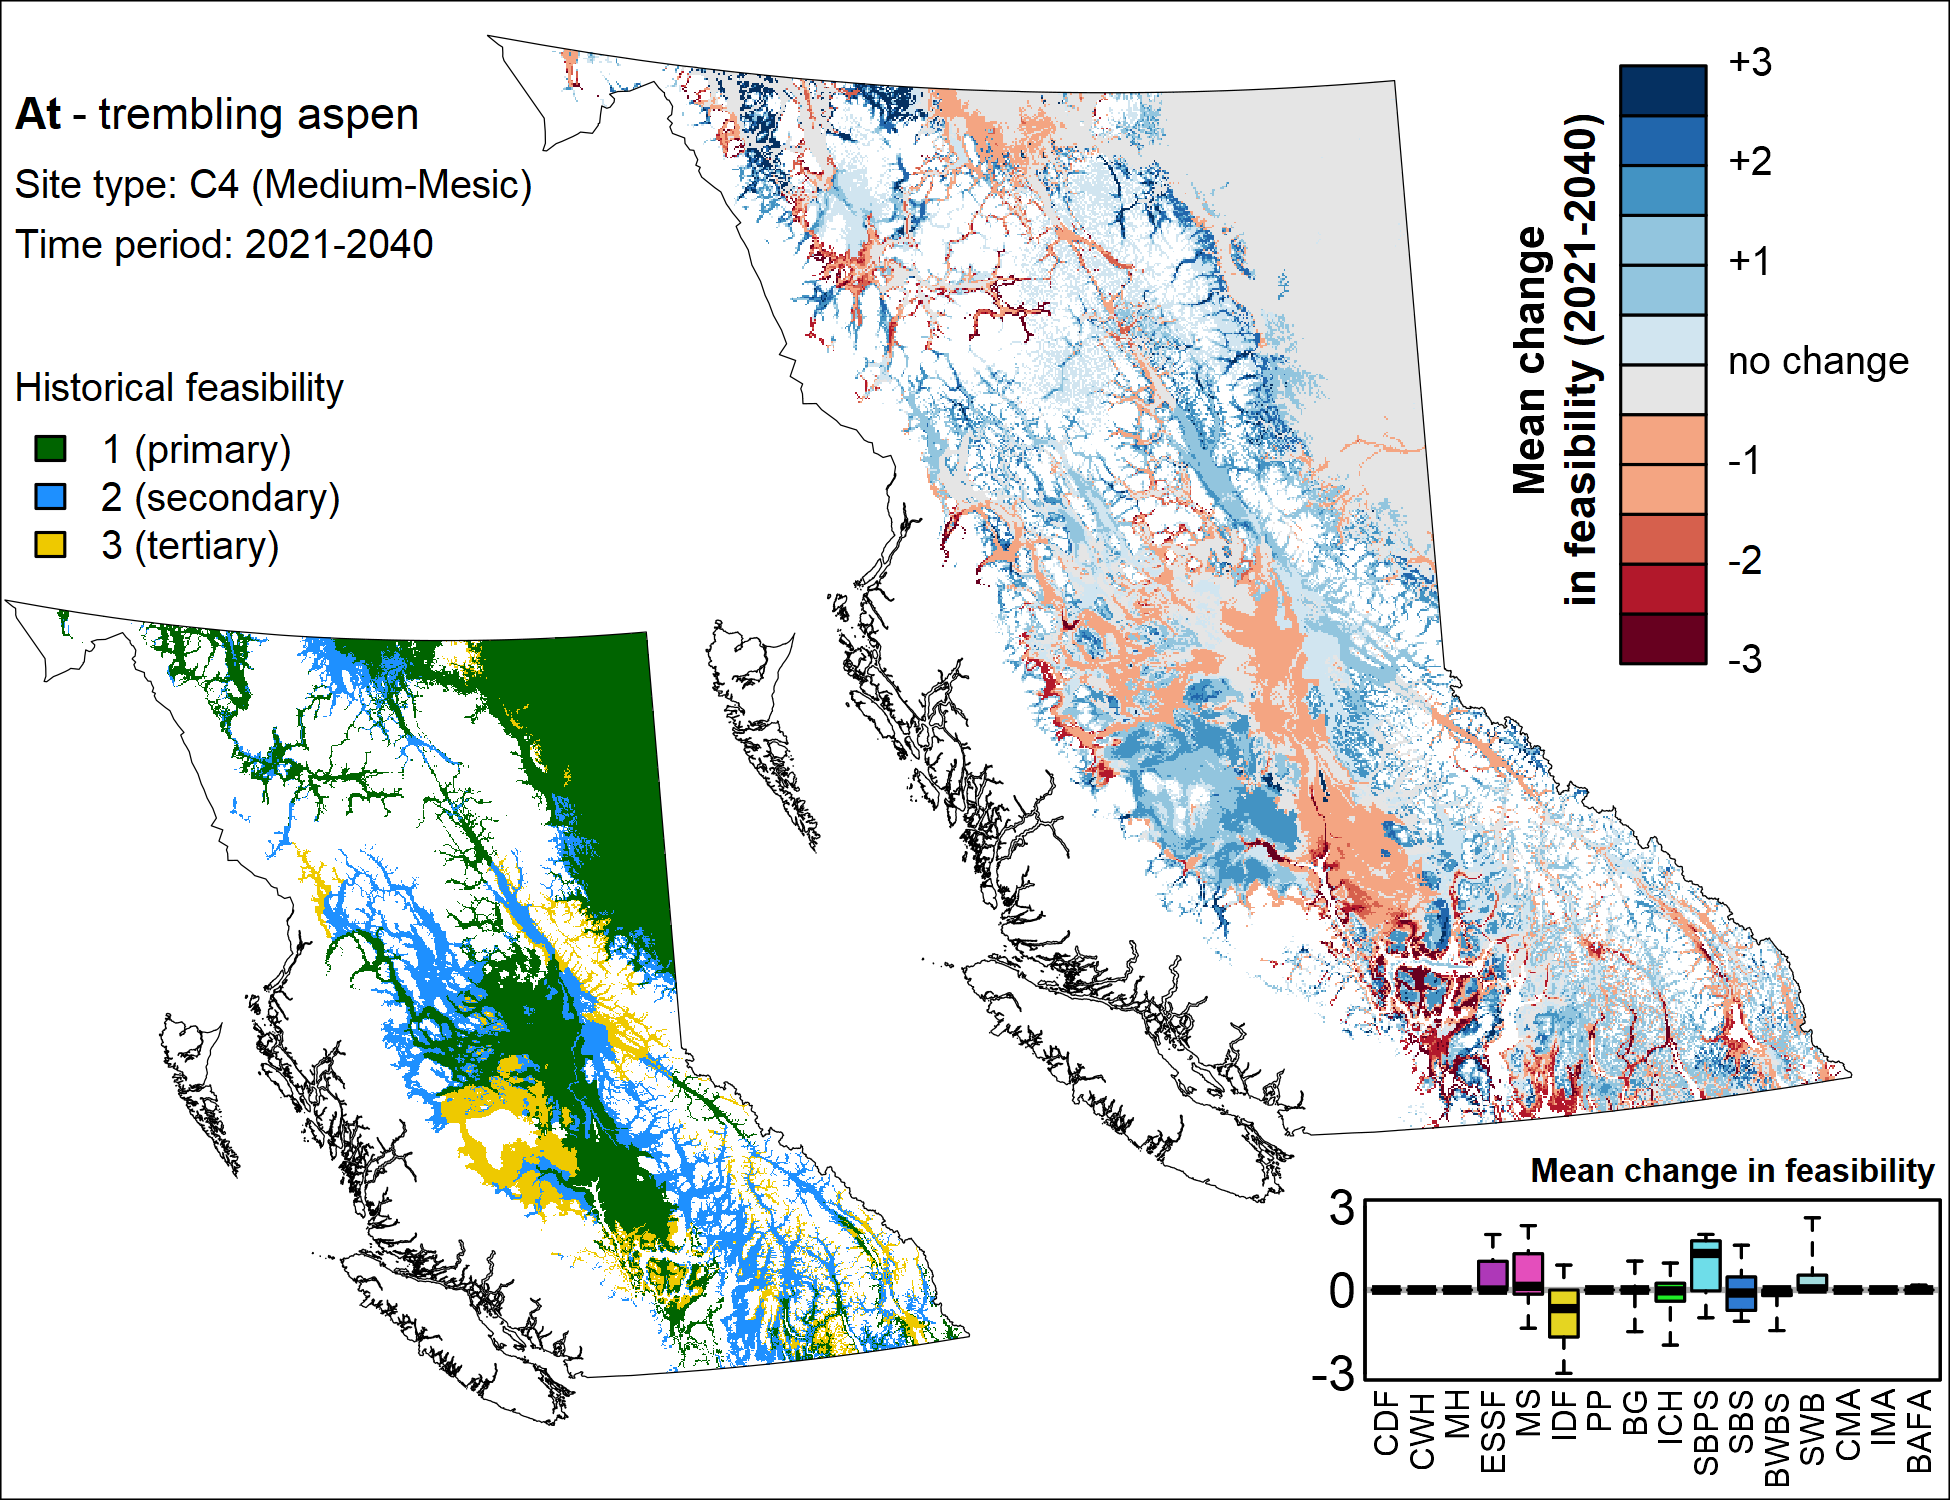 At - trembling aspen
Site type: C4 (Medium-Mesic)
Time period: 2021-2040
Historical feasibility
1 (primary)
2 (secondary)
3 (tertiary)
Mean change
in feasibility (2021-2040)
+3
+2
+1
no change
-1
-2
-3
Mean change in feasibility
3
0
-3
CDF
CWH
MH
ESSF
MS
IDF
PP
BG
ICH
SBPS
SBS
BWBS
SWB
CMA
IMA
BAFA